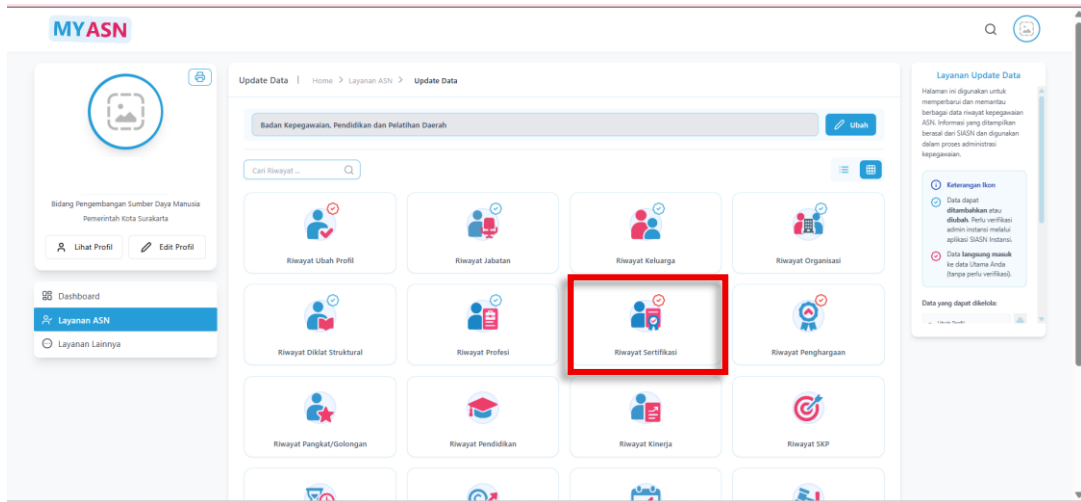 MYASN
Bidang Pengembangan Sumber Daya Manusia
Pemerintah Kota Surakarta
Lihat Profil
Edit Profil
Dashboard
Layanan ASN
Layanan Lainnya
Update Data | Home > Layanan ASN > Update Data
Badan Kepegawaian, Pendidikan dan Pelatihan Daerah
Ubah
Cari Riwayat ...
Riwayat Ubah Profil
Riwayat Jabatan
Riwayat Keluarga
Riwayat Organisasi
Riwayat Diklat Struktural
Riwayat Profesi
Riwayat Sertifikasi
Riwayat Penghargaan
Riwayat Pangkat/Golongan
Riwayat Pendidikan
Riwayat Kinerja
Riwayat SKP
Layanan Update Data
Halaman ini digunakan untuk
memperbarui dan memantau
berbagai data riwayat kepegawaian
ASN. Informasi yang ditampilkan
berasal dari SIASN dan digunakan
dalam proses administrasi
kepegawaian.
Keterangan Ikon
Data dapat
ditambahkan atau
diubah. Perlu verifikasi
admin instansi melalui
aplikasi SIASN Instansi.
Data langsung masuk
ke data Utama Anda
(tanpa perlu verifikasi).
Data yang dapat dikelola: